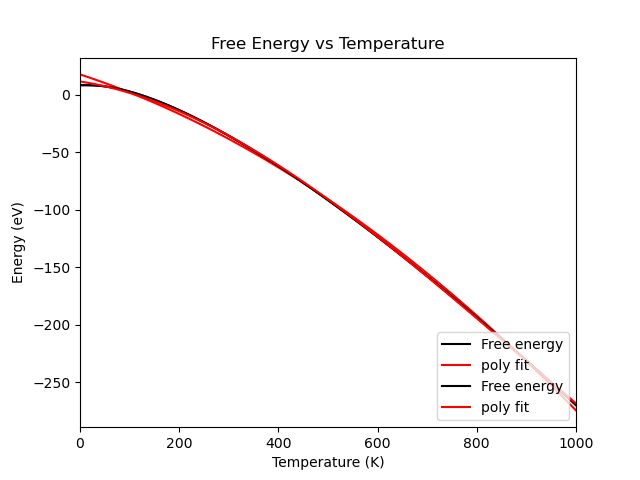 Free Energy vs Temperature
Energy (eV)
0
−50
−100
−150
−200
−250
Free energy
poly fit
Free energy
poly fit
0 200 400 600 800 1000
Temperature (K)